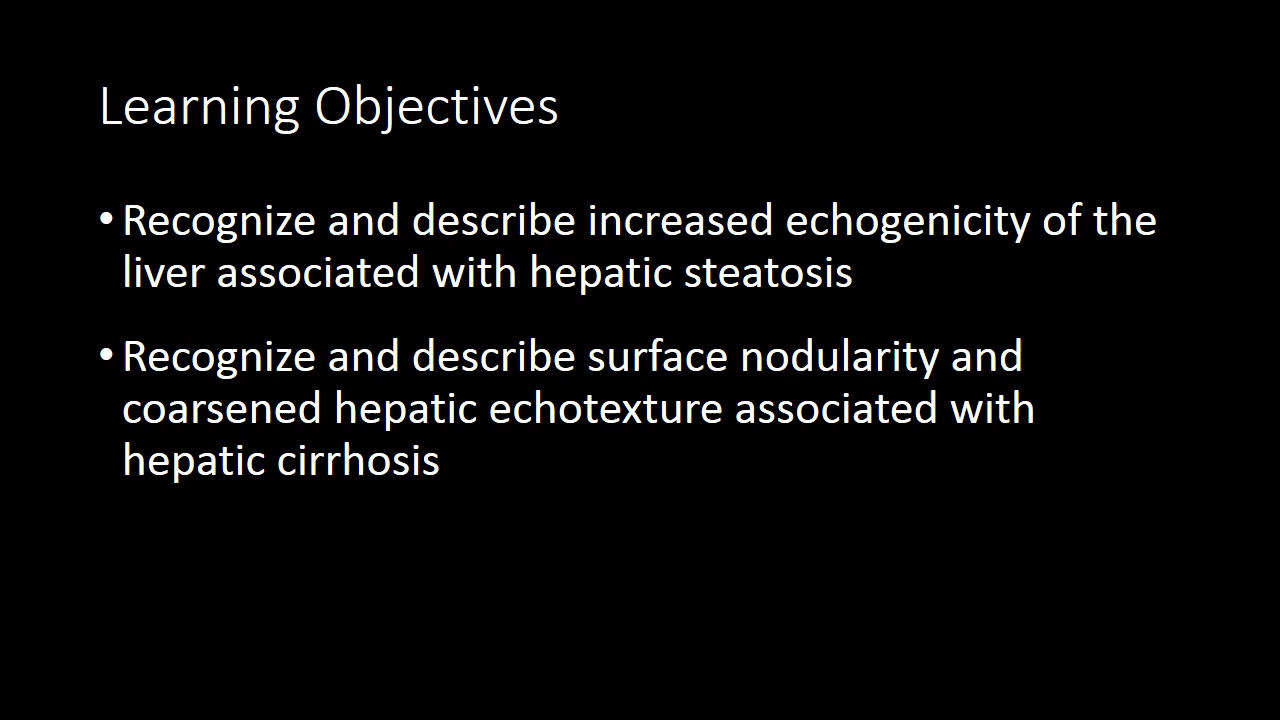 Learning Objectives
• Recognize and describe increased echogenicity of the
liver associated with hepatic steatosis
• Recognize and describe surface nodularity and
coarsened hepatic echotexture associated with
hepatic cirrhosis